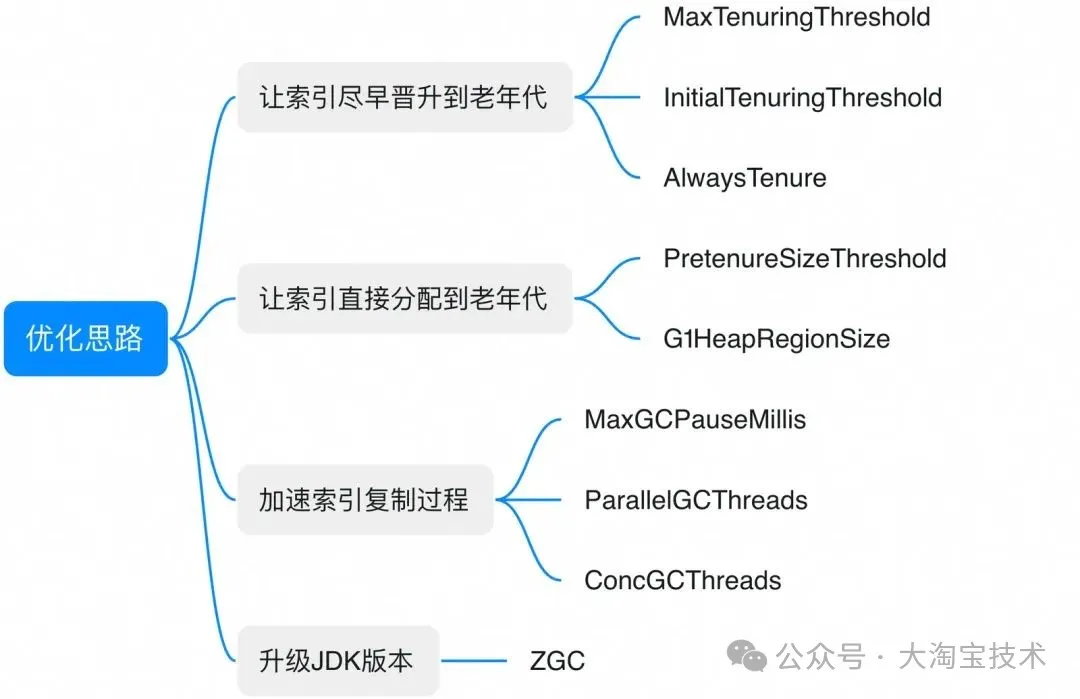 优化思路
让索引尽早晋升到老年代
MaxTenuringThreshold
InitialTenuringThreshold
AlwaysTenure
让索引直接分配到老年代
PretenureSizeThreshold
G1HeapRegionSize
加速索引复制过程
MaxGCPauseMillis
ParallelGCThreads
ConcGCThreads
升级JDK版本
ZGC
公众号 · 大淘宝技术